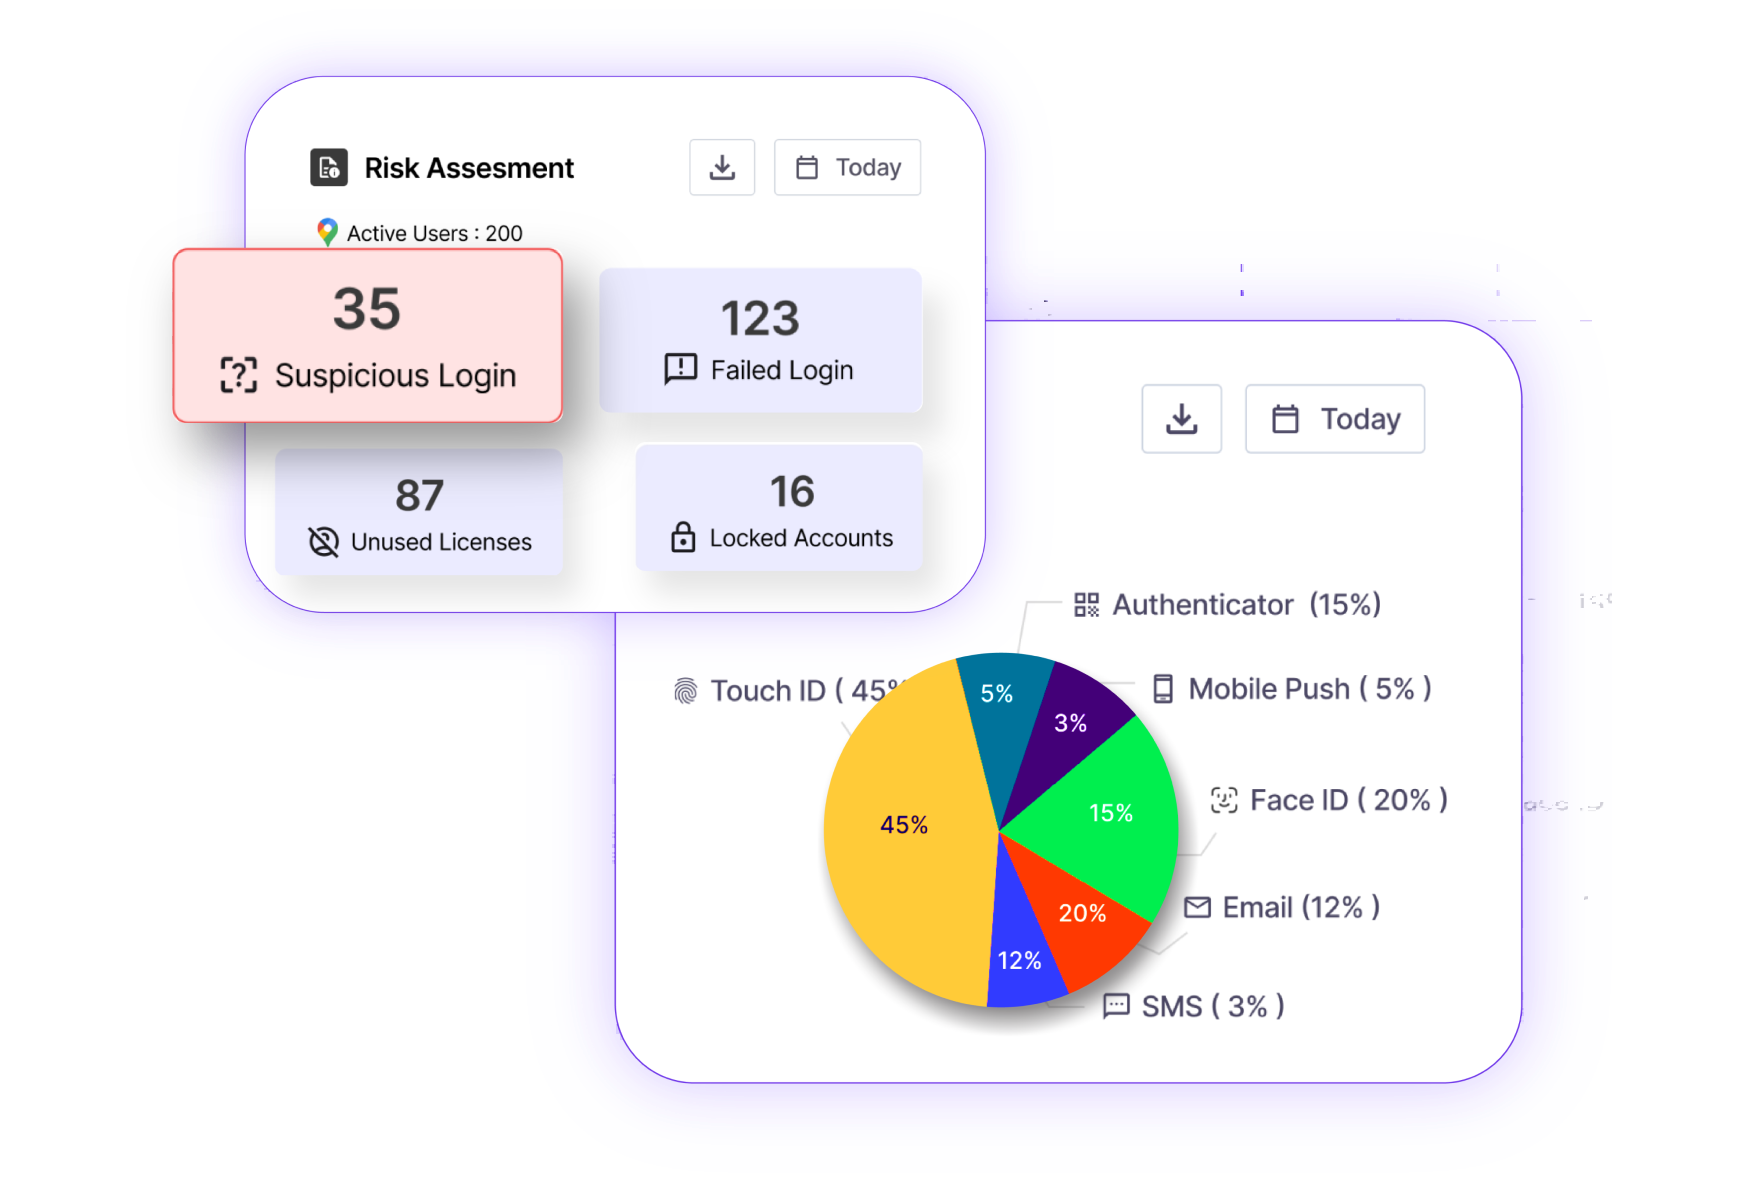 Risk Assesment
Today
Active Users : 200
35
Suspicious Login
123
Failed Login
87
Unused Licenses
16
Locked Accounts
Today
Authenticator (15%)
Touch ID ( 45%
Mobile Push ( 5% )
Face ID ( 20% )
Email (12% )
SMS ( 3% )
5%
3%
15%
45%
20%
12%